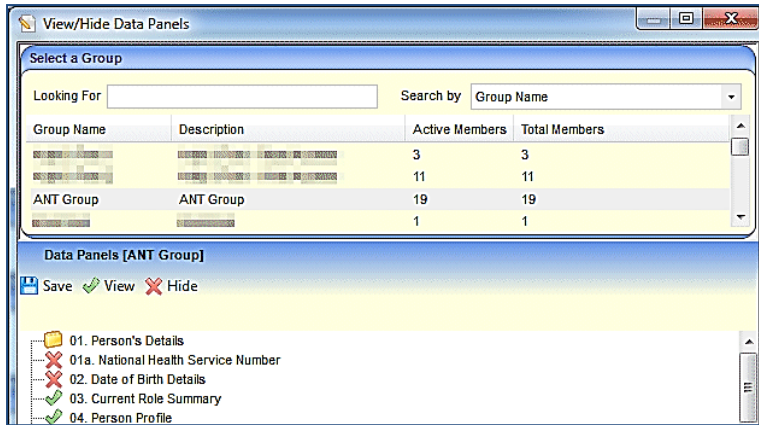 View/Hide Data Panels
Select a Group
Looking For Search by Group Name
Group Name Description Active Members Total Members
3 3
11 11
ANT Group ANT Group 19 19
1 1
Data Panels [ANT Group]
Save View Hide
01. Person's Details
01a. National Health Service Number
02. Date of Birth Details
03. Current Role Summary
04. Person Profile